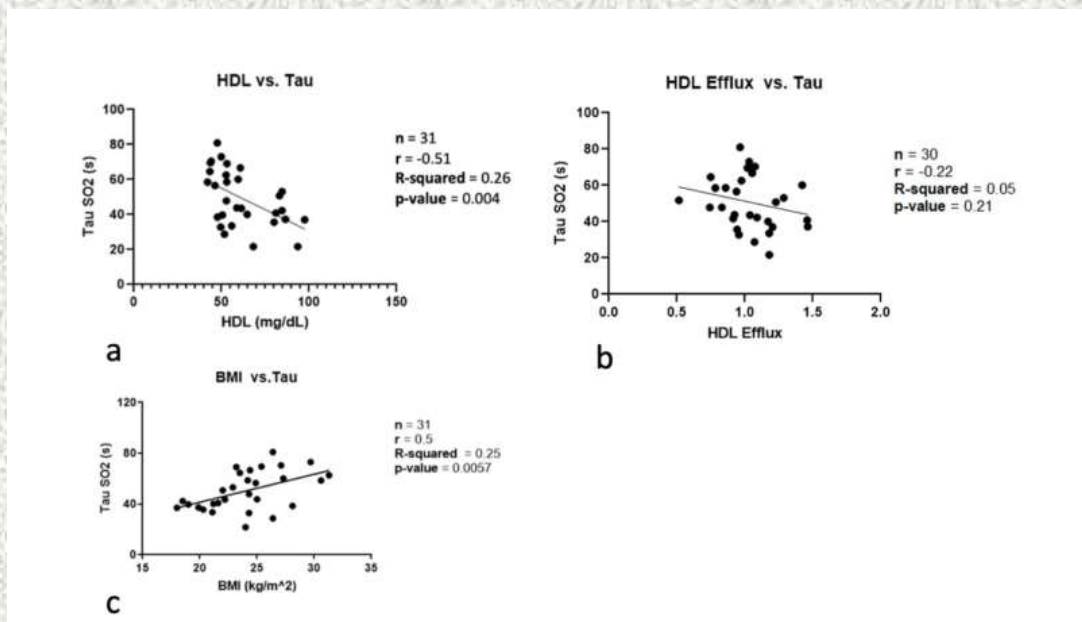 HDL vs. Tau
100
80
60
40
20
0
Tau SO2 (s)
0 50 100 150
HDL (mg/dL)
n = 31
r = -0.51
R-squared = 0.26
p-value = 0.004
a
HDL Efflux vs. Tau
100
80
60
40
20
0
Tau SO2 (s)
0.0 0.5 1.0 1.5 2.0
HDL Efflux
n = 30
r = -0.22
R-squared = 0.05
p-value = 0.21
b
BMI vs.Tau
120
80
40
0
Tau SO2 (s)
15 20 25 30 35
BMI (kg/m^2)
n = 31
r = 0.5
R-squared = 0.25
p-value = 0.0057
c